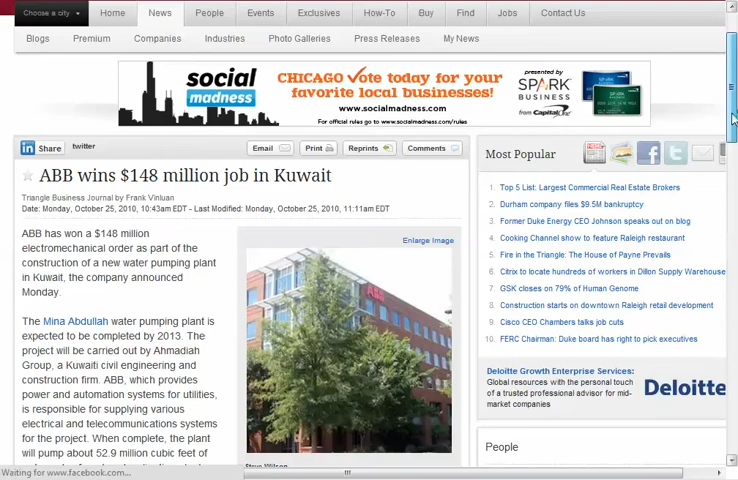 Choose a city
Home
News
People
Events
Exclusives
How-To
Buy
Find
Jobs
Contact Us
Blogs
Premium
Companies
Industries
Photo Galleries
Press Releases
My News
social
madness
CHICAGO Vote today for your
favorite local businesses!
www.socialmadness.com
For official rules go to www.socialmadness.com/rules
presented by
SPARK
BUSINESS
from Capital One
in Share
twitter
Email
Print
Reprints
Comments
ABB wins $148 million job in Kuwait
Triangle Business Journal by Frank Vinluan
Date: Monday, October 25, 2010, 10:43am EDT - Last Modified: Monday, October 25, 2010, 11:11am EDT
ABB has won a $148 million
electromechanical order as part of the
construction of a new water pumping plant
in Kuwait, the company announced
Monday.
The Mina Abdullah water pumping plant is
expected to be completed by 2013. The
project will be carried out by Ahmadiah
Group, a Kuwaiti civil engineering and
construction firm. ABB, which provides
power and automation systems for utilities,
is responsible for supplying various
electrical and telecommunications systems
for the project. When complete, the plant
will pump about 52.9 million cubic feet of
Enlarge Image
ABB
Steve Wilson
Most Popular
1. Top 5 List: Largest Commercial Real Estate Brokers
2. Durham company files $9.5M bankruptcy
3. Former Duke Energy CEO Johnson speaks out on blog
4. Cooking Channel show to feature Raleigh restaurant
5. Fire in the Triangle: The House of Payne Prevails
6. Citrix to locate hundreds of workers in Dillon Supply Warehouse
7. GSK closes on 79% of Human Genome
8. Construction starts on downtown Raleigh retail development
9. Cisco CEO Chambers talks job cuts
10. FERC Chairman: Duke board has right to pick executives
Deloitte Growth Enterprise Services:
Global resources with the personal touch
of a trusted professional advisor for mid-
market companies
Deloitte
People
Waiting for www.facebook.com...